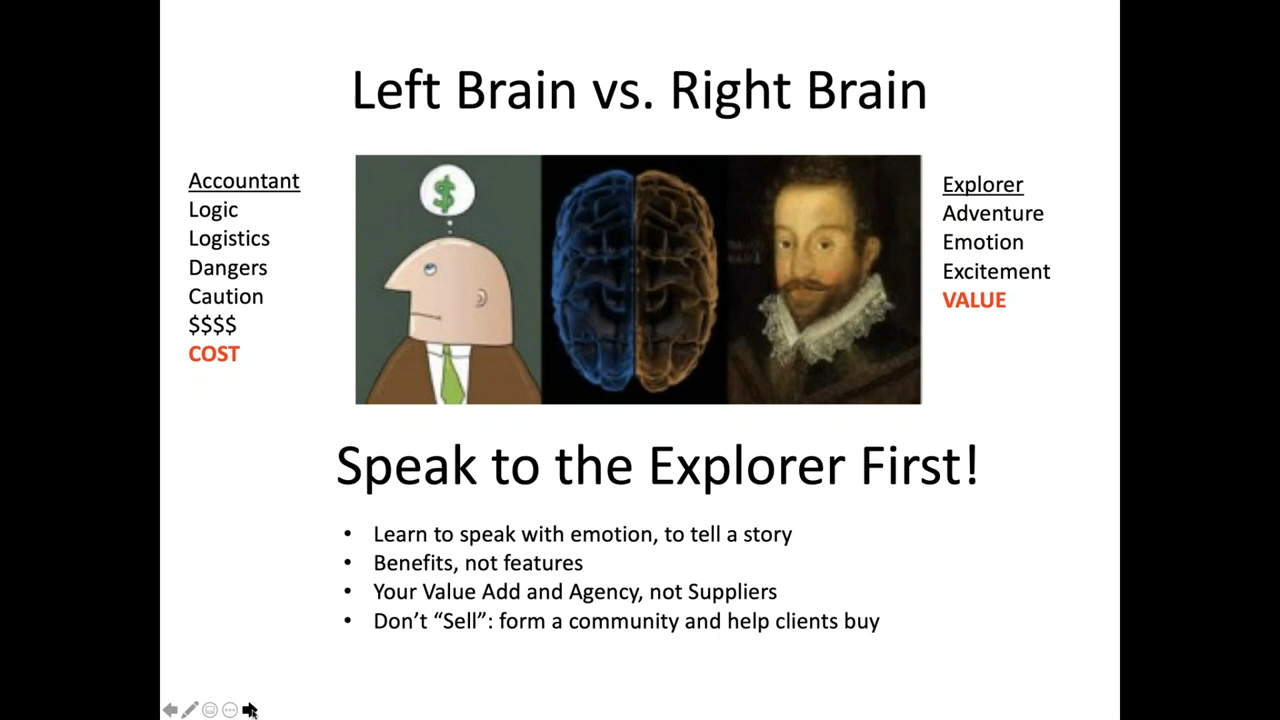 Left Brain vs. Right Brain
Accountant
Logic
Logistics
Dangers
Caution
$$$$
COST
$
Explorer
Adventure
Emotion
Excitement
VALUE
Speak to the Explorer First!
• Learn to speak with emotion, to tell a story
• Benefits, not features
• Your Value Add and Agency, not Suppliers
• Don’t “Sell”: form a community and help clients buy